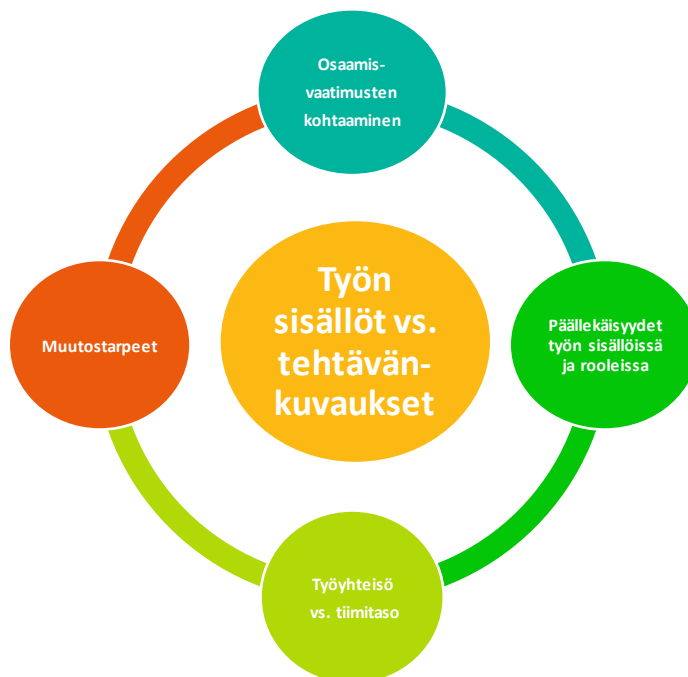 Osaamis-
vaatimusten
kohtaaminen
Työn
sisällöt vs.
tehtävän-
kuvaukset
Muutostarpeet
Päällekäisyydet
työn sisällöissä
ja rooleissa
Työyhteisö
vs. tiimitaso